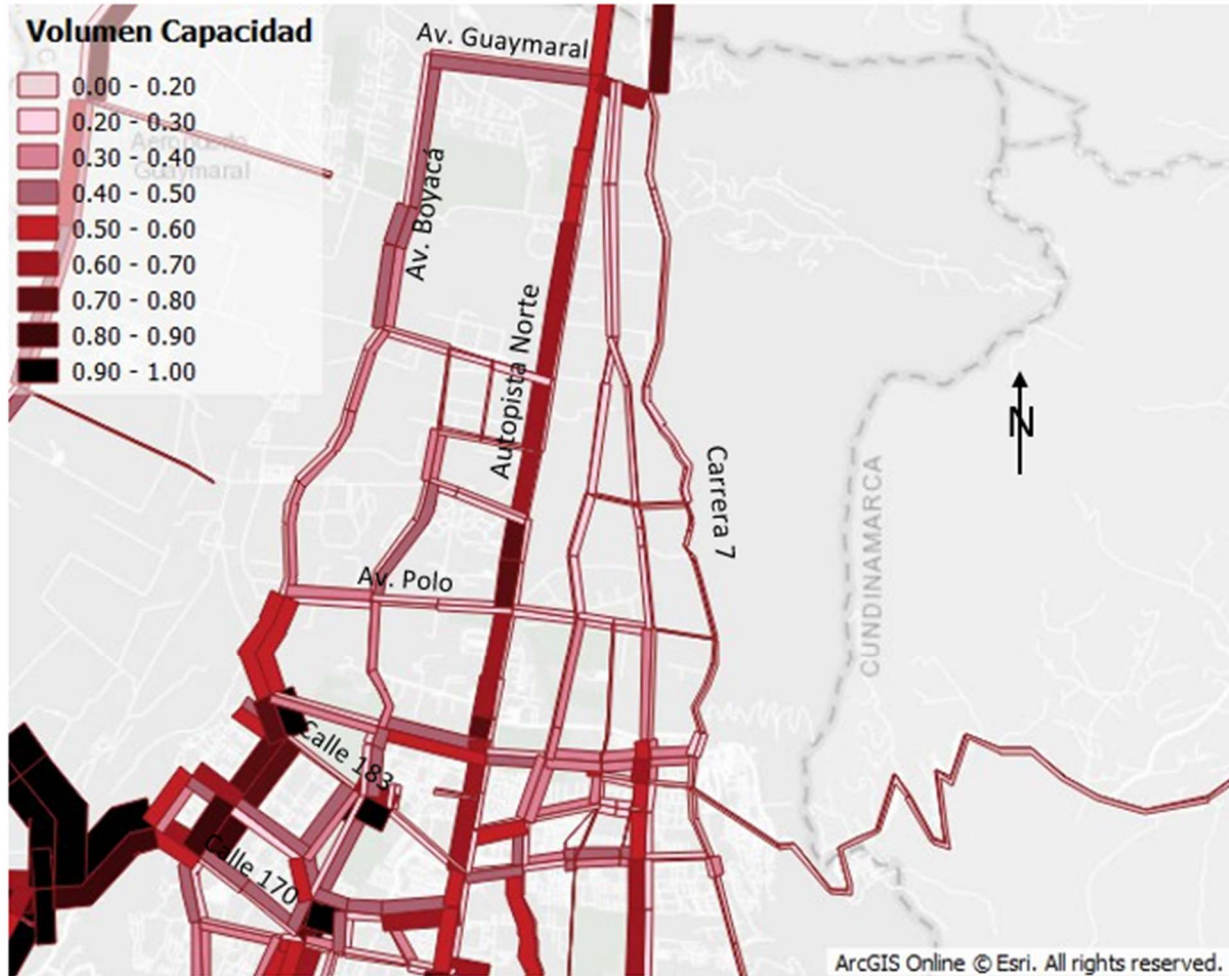 Volumen Capacidad
0.00 - 0.20
0.20 - 0.30
0.30 - 0.40
0.40 - 0.50
0.50 - 0.60
0.60 - 0.70
0.70 - 0.80
0.80 - 0.90
0.90 - 1.00
Guaymaral
Av. Guaymaral
Av. Boyacá
Autopista Norte
Carrera 7
N
CUNDINAMARCA
Av. Polo
Calle 183
Calle 170
ArcGIS Online © Esri. All rights reserved